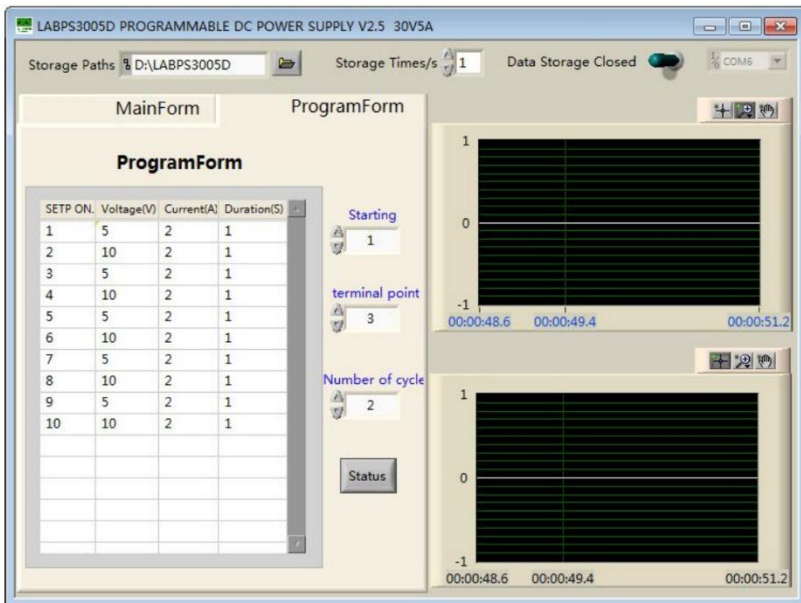 LABPS3005D PROGRAMMABLE DC POWER SUPPLY V2.5 30V5A
Storage Paths D:\LABPS3005D Storage Times/s 1 Data Storage Closed I/O COM6
MainForm ProgramForm
ProgramForm
SETP ON. Voltage(V) Current(A) Duration(S)
1 5 2 1
2 10 2 1
3 5 2 1
4 10 2 1
5 5 2 1
6 10 2 1
7 5 2 1
8 10 2 1
9 5 2 1
10 10 2 1
Starting
1
terminal point
3
Number of cycle
2
Status
1
0
-1
00:00:48.6 00:00:49.4 00:00:51.2
1
0
-1
00:00:48.6 00:00:49.4 00:00:51.2